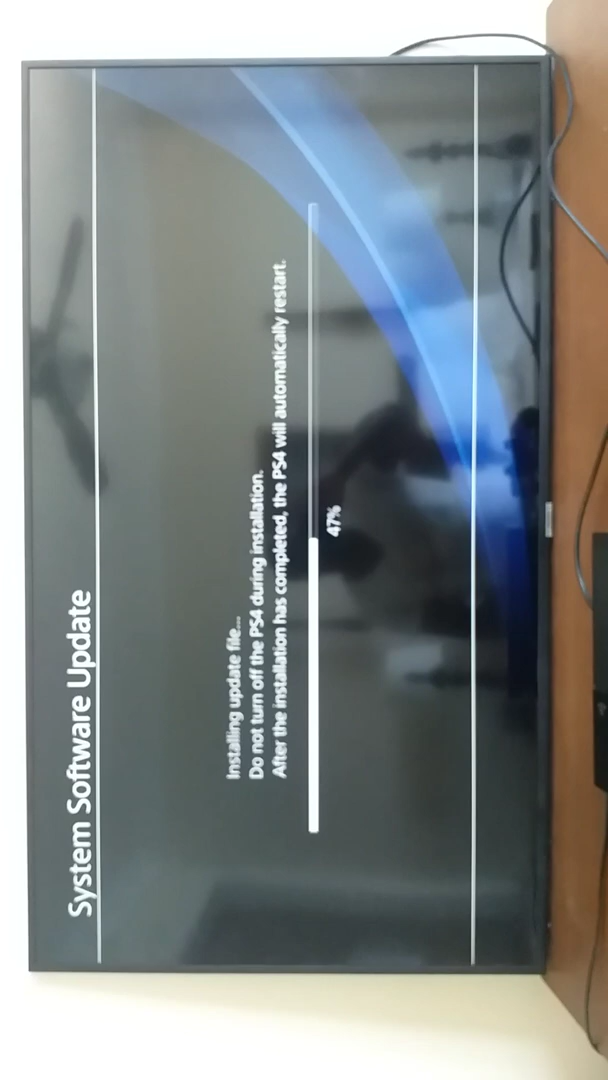 System Software Update
Installing update file...
Do not turn off the PS4 during installation.
After the installation has completed, the PS4 will automatically restart.
47%